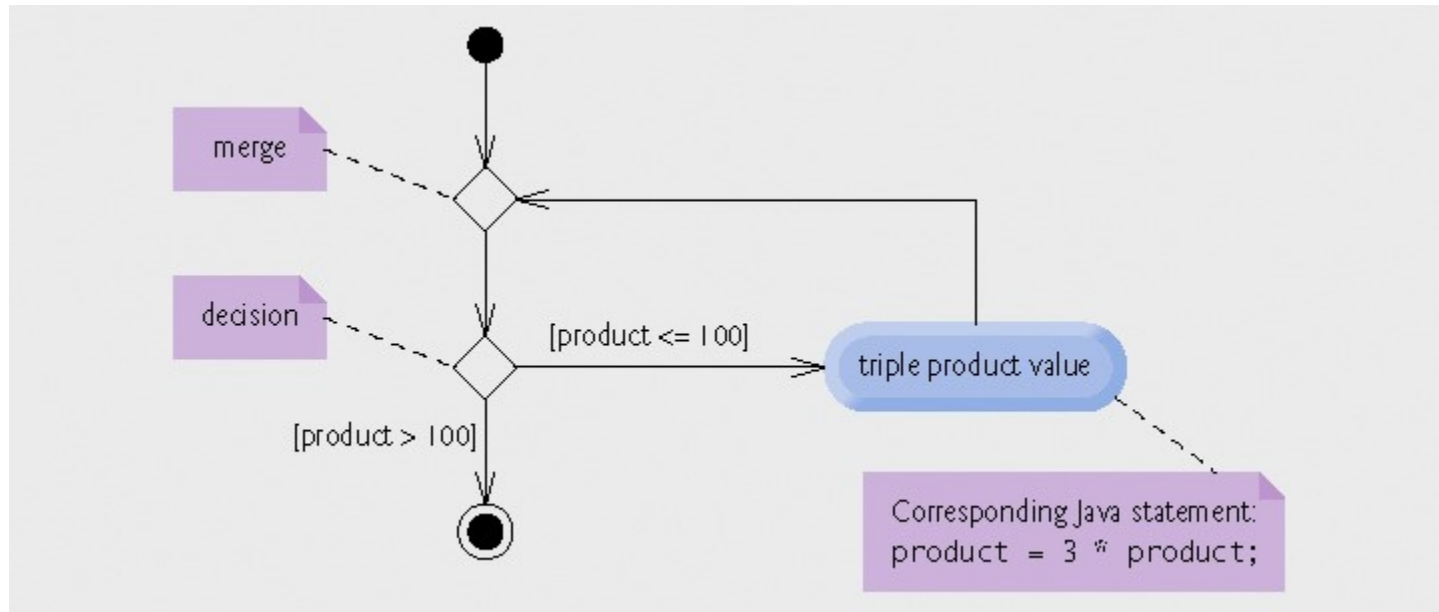 merge
decision
[product <= 100]
triple product value
[product > 100]
Corresponding Java statement:
product = 3 * product;